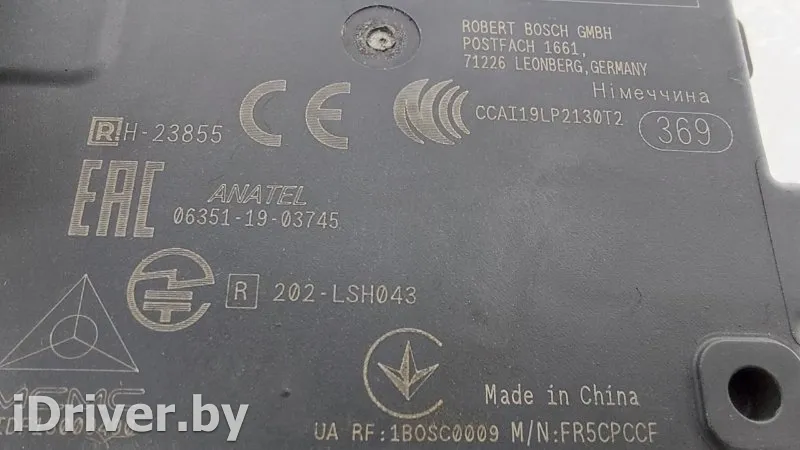 ROBERT BOSCH GMBH
POSTFACH 1661,
71226 LEONBERG,GERMANY
Німеччина
CCAI19LP2130T2
369
R!H-23855
CE
EAC
ANATEL
06351-19-03745
R 202-LSH043
Made in China
UA RF:1BOSC0009 M/N:FR5CPCCF
iDriver.by